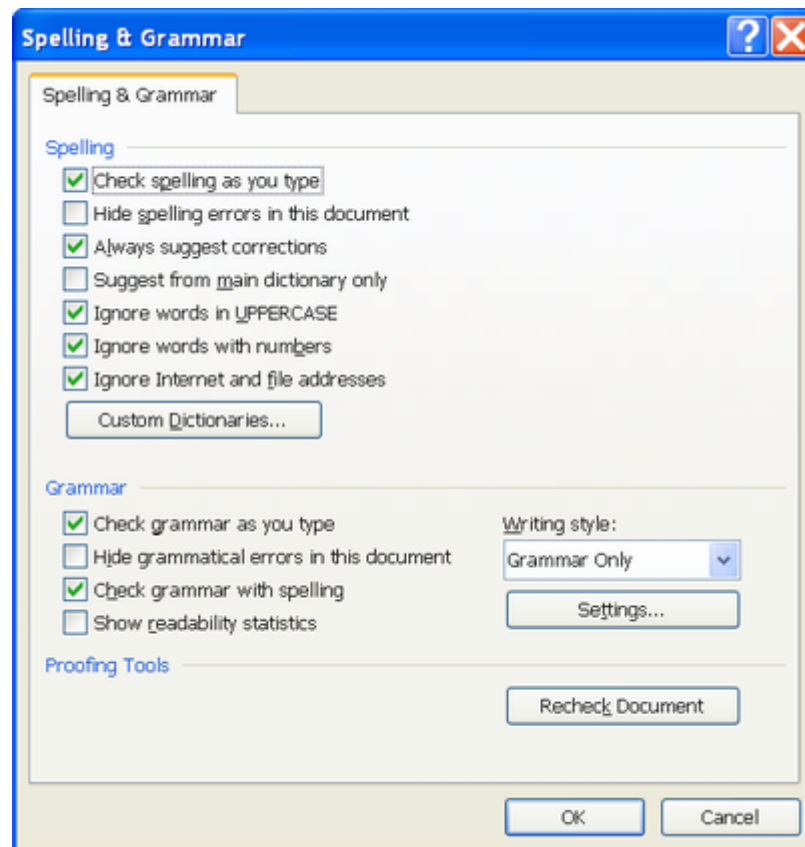 Spelling & Grammar
Spelling & Grammar
Spelling
Check spelling as you type
Hide spelling errors in this document
Always suggest corrections
Suggest from main dictionary only
Ignore words in UPPERCASE
Ignore words with numbers
Ignore Internet and file addresses
Custom Dictionaries...
Grammar
Check grammar as you type
Writing style:
Hide grammatical errors in this document
Grammar Only
Check grammar with spelling
Settings...
Show readability statistics
Proofing Tools
Recheck Document
OK Cancel